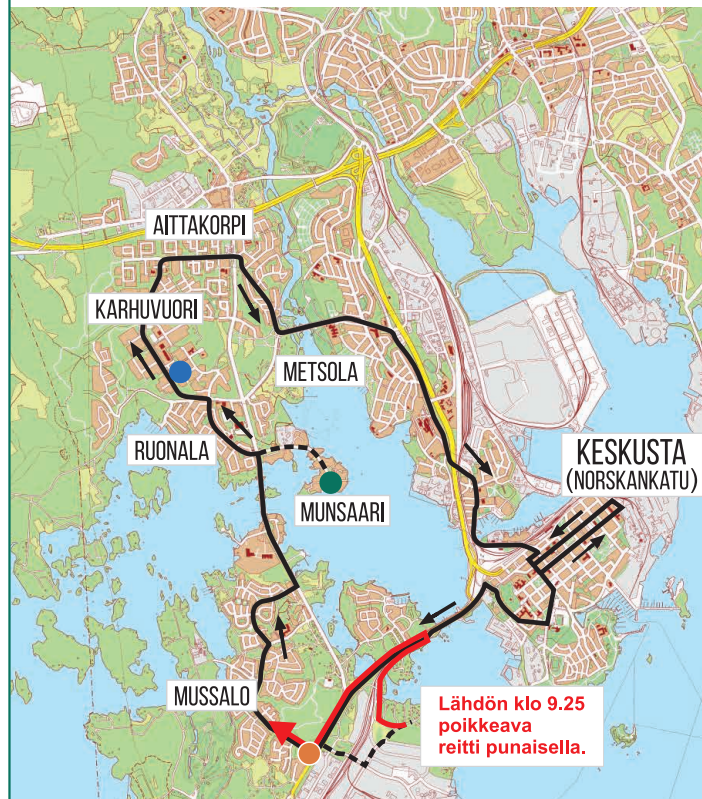 AITTAKORPI
KARHUVUORI
METSOLA
RUONALA
KESKUSTA
(NORSKANKATU)
MUNSAARI
MUSSALO
Lähdön klo 9.25
poikkeava
reitti punaisella.